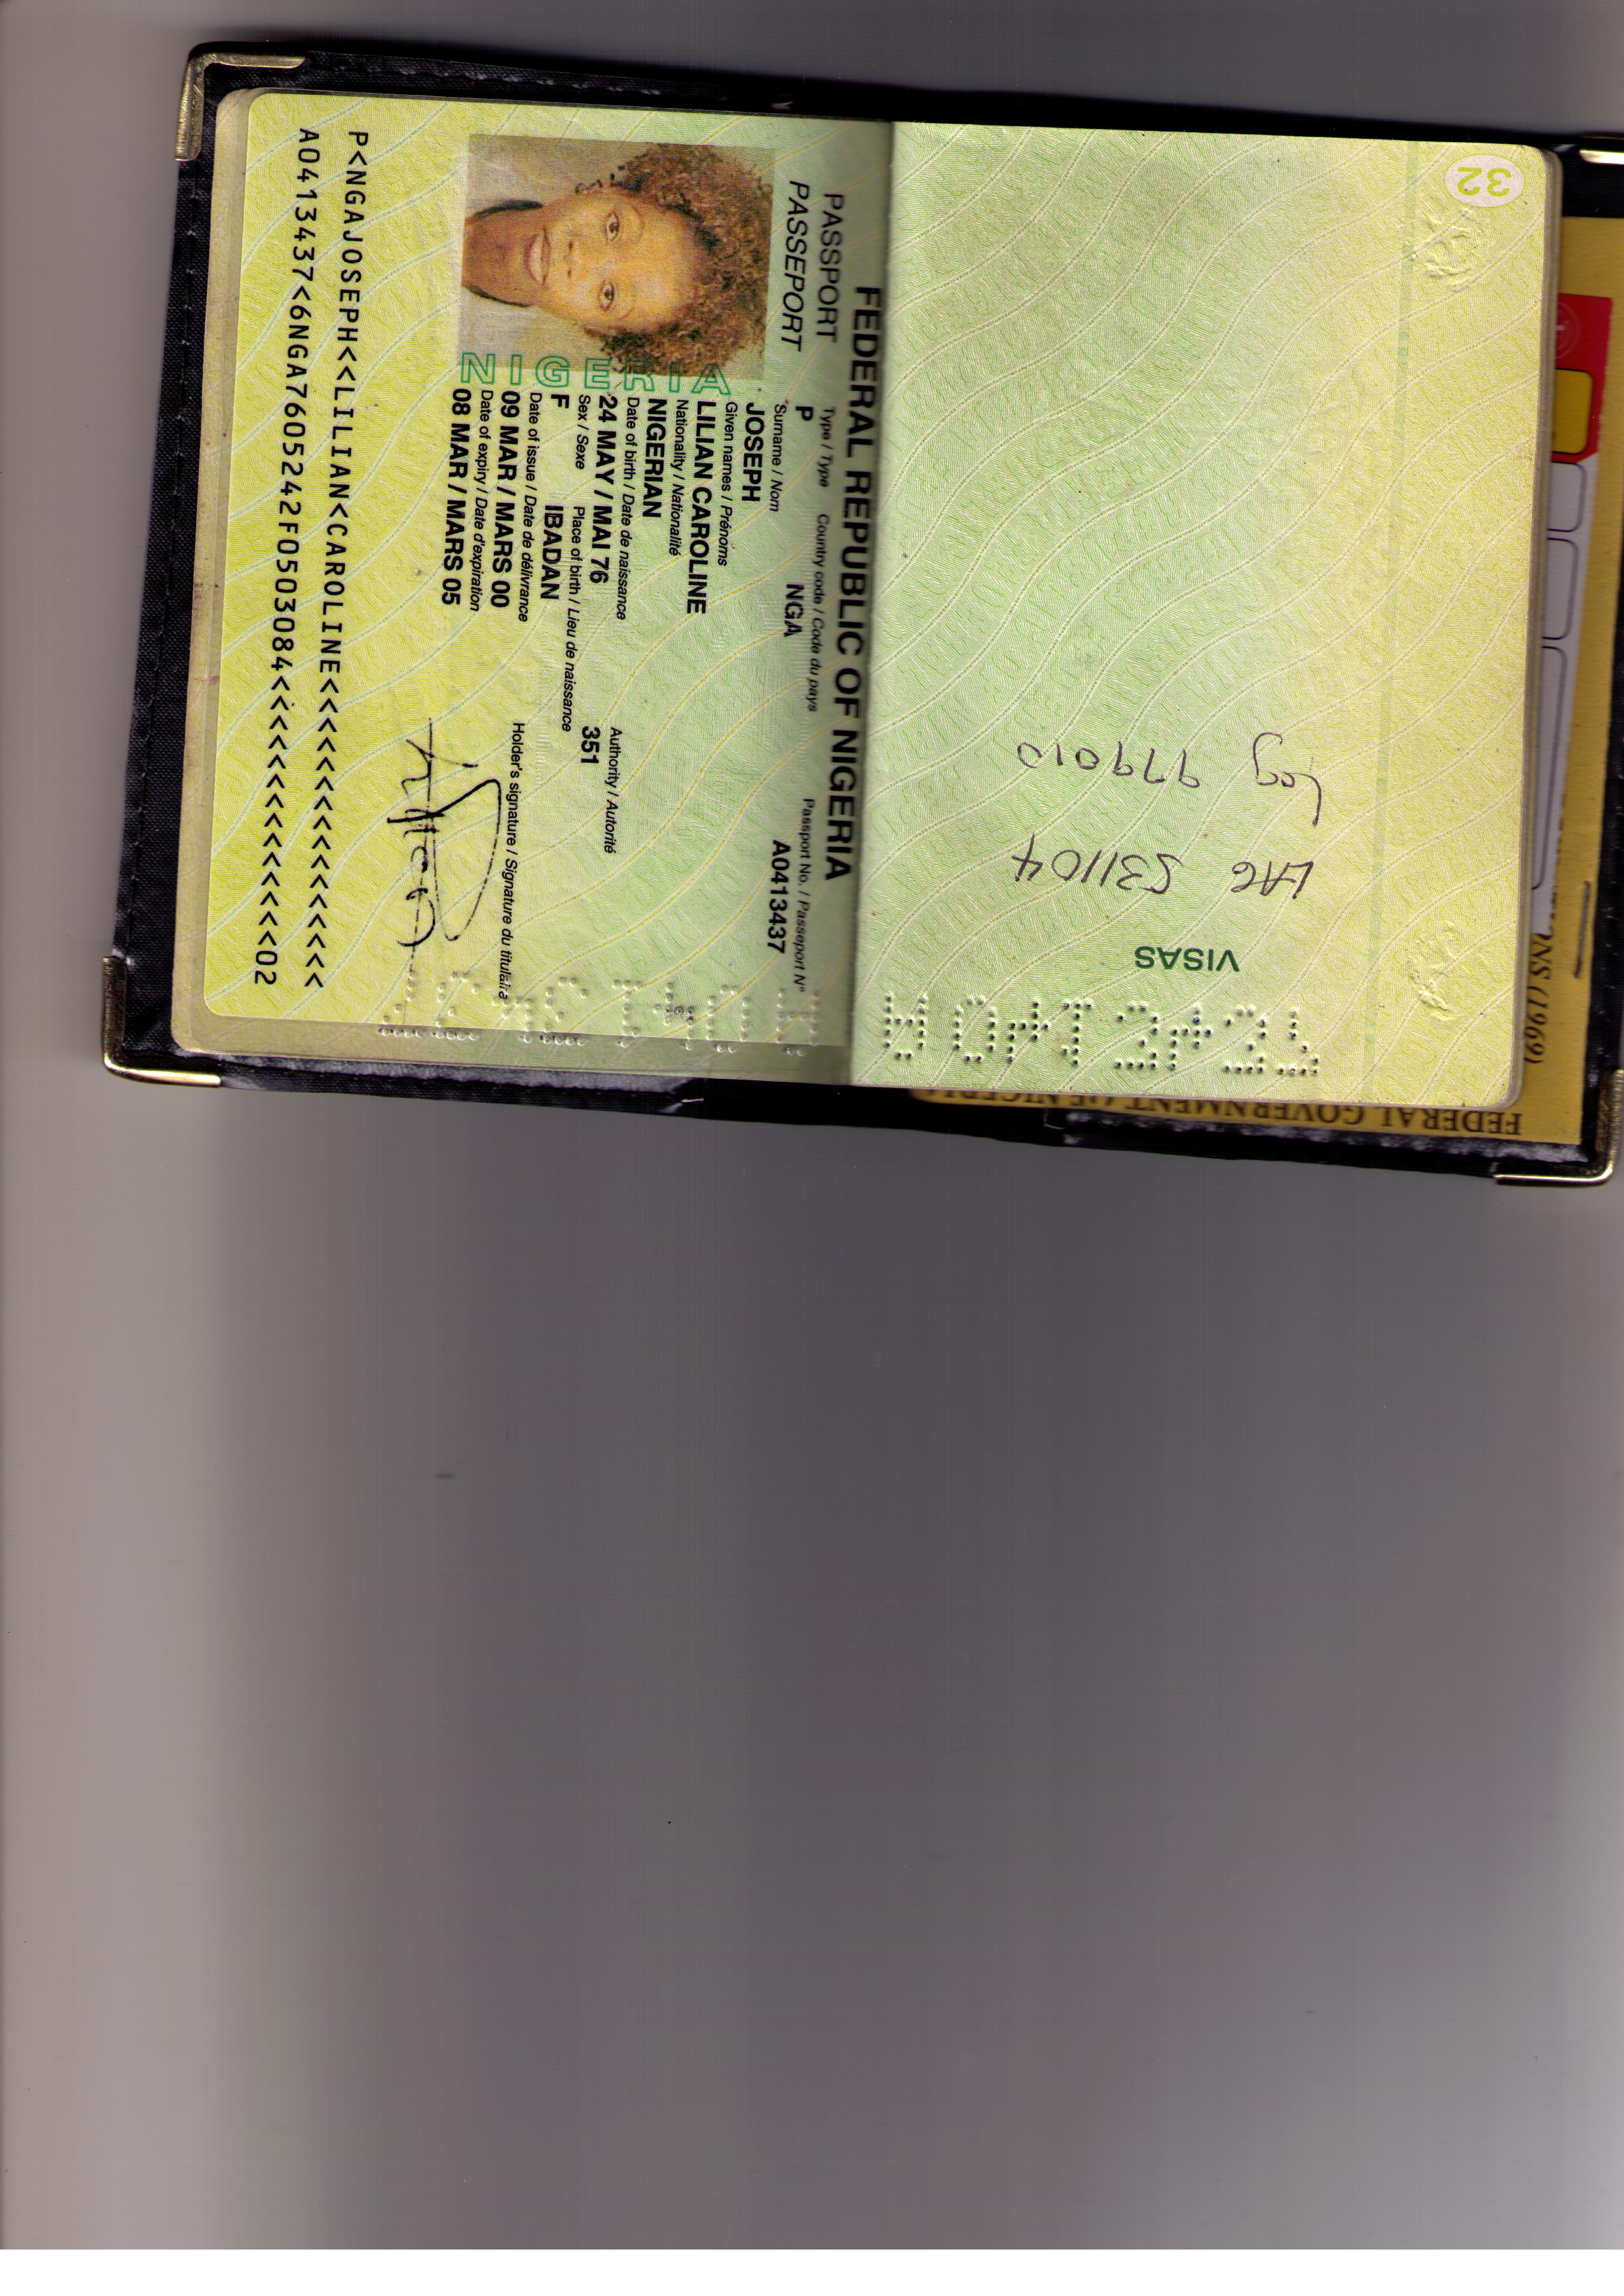 FEDERAL REPUBLIC OF NIGERIA
PASSPORT
PASSEPORT
Type / Type Country code / Code du pays Passport No. / Passeport N°
P NGA A0413437
Surname / Nom
JOSEPH
Given names / Prénoms
LILIAN CAROLINE
Nationality / Nationalité
NIGERIAN
Date of birth / Date de naissance
24 MAY / MAI 76
Authority / Autorité
351
Sex / Sexe Place of birth / Lieu de naissance
F IBADAN
Date of issue / Date de délivrance
09 MAR / MARS 00
Holder's signature / Signature du titulaire
Date of expiry / Date d'expiration
08 MAR / MARS 05
NIGERIA
P<NGAJOSEPH<<LILIAN<CAROLINE<<<<<<<<<<<<<<<<
A0413437<6NGA7605242F0503084<<<<<<<<<<<<<<02
VISAS
LAG 531104
Log 979010
32
FEDERAL GOVERNMENT OF NIGERIA
NS (1969)